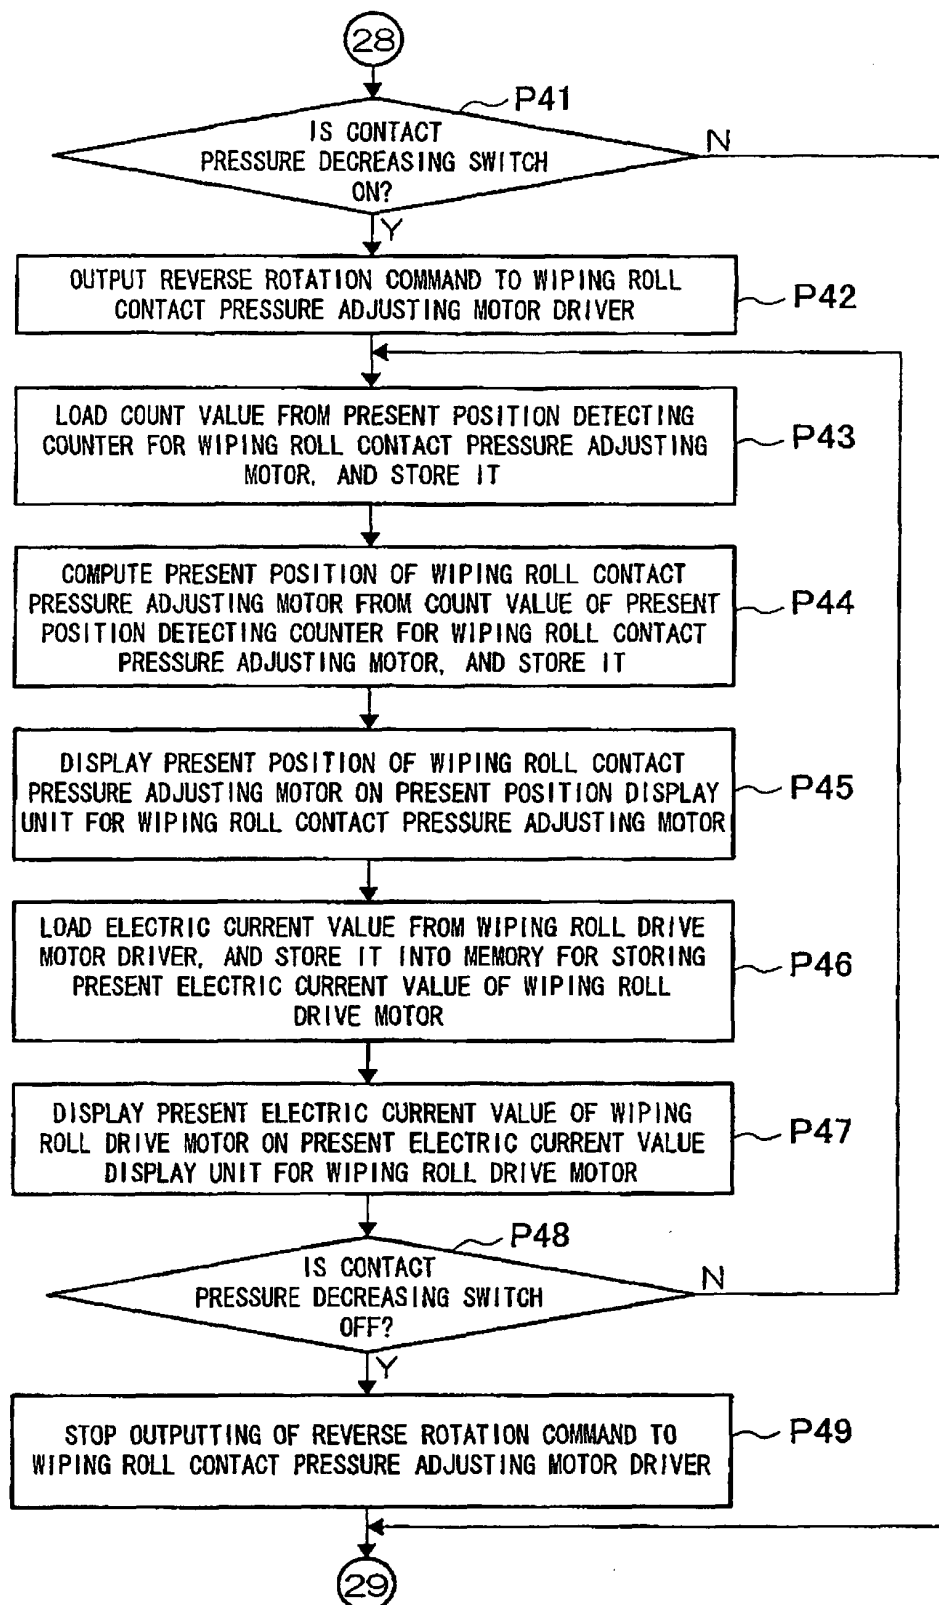 28
P41
IS CONTACT
PRESSURE DECREASING SWITCH
ON?
N
Y
OUTPUT REVERSE ROTATION COMMAND TO WIPING ROLL
CONTACT PRESSURE ADJUSTING MOTOR DRIVER
P42
LOAD COUNT VALUE FROM PRESENT POSITION DETECTING
COUNTER FOR WIPING ROLL CONTACT PRESSURE ADJUSTING
MOTOR, AND STORE IT
P43
COMPUTE PRESENT POSITION OF WIPING ROLL CONTACT
PRESSURE ADJUSTING MOTOR FROM COUNT VALUE OF PRESENT
POSITION DETECTING COUNTER FOR WIPING ROLL CONTACT
PRESSURE ADJUSTING MOTOR, AND STORE IT
P44
DISPLAY PRESENT POSITION OF WIPING ROLL CONTACT
PRESSURE ADJUSTING MOTOR ON PRESENT POSITION DISPLAY
UNIT FOR WIPING ROLL CONTACT PRESSURE ADJUSTING MOTOR
P45
LOAD ELECTRIC CURRENT VALUE FROM WIPING ROLL DRIVE
MOTOR DRIVER, AND STORE IT INTO MEMORY FOR STORING
PRESENT ELECTRIC CURRENT VALUE OF WIPING ROLL
DRIVE MOTOR
P46
DISPLAY PRESENT ELECTRIC CURRENT VALUE OF WIPING
ROLL DRIVE MOTOR ON PRESENT ELECTRIC CURRENT VALUE
DISPLAY UNIT FOR WIPING ROLL DRIVE MOTOR
P47
P48
IS CONTACT
PRESSURE DECREASING SWITCH
OFF?
N
Y
STOP OUTPUTTING OF REVERSE ROTATION COMMAND TO
WIPING ROLL CONTACT PRESSURE ADJUSTING MOTOR DRIVER
P49
29